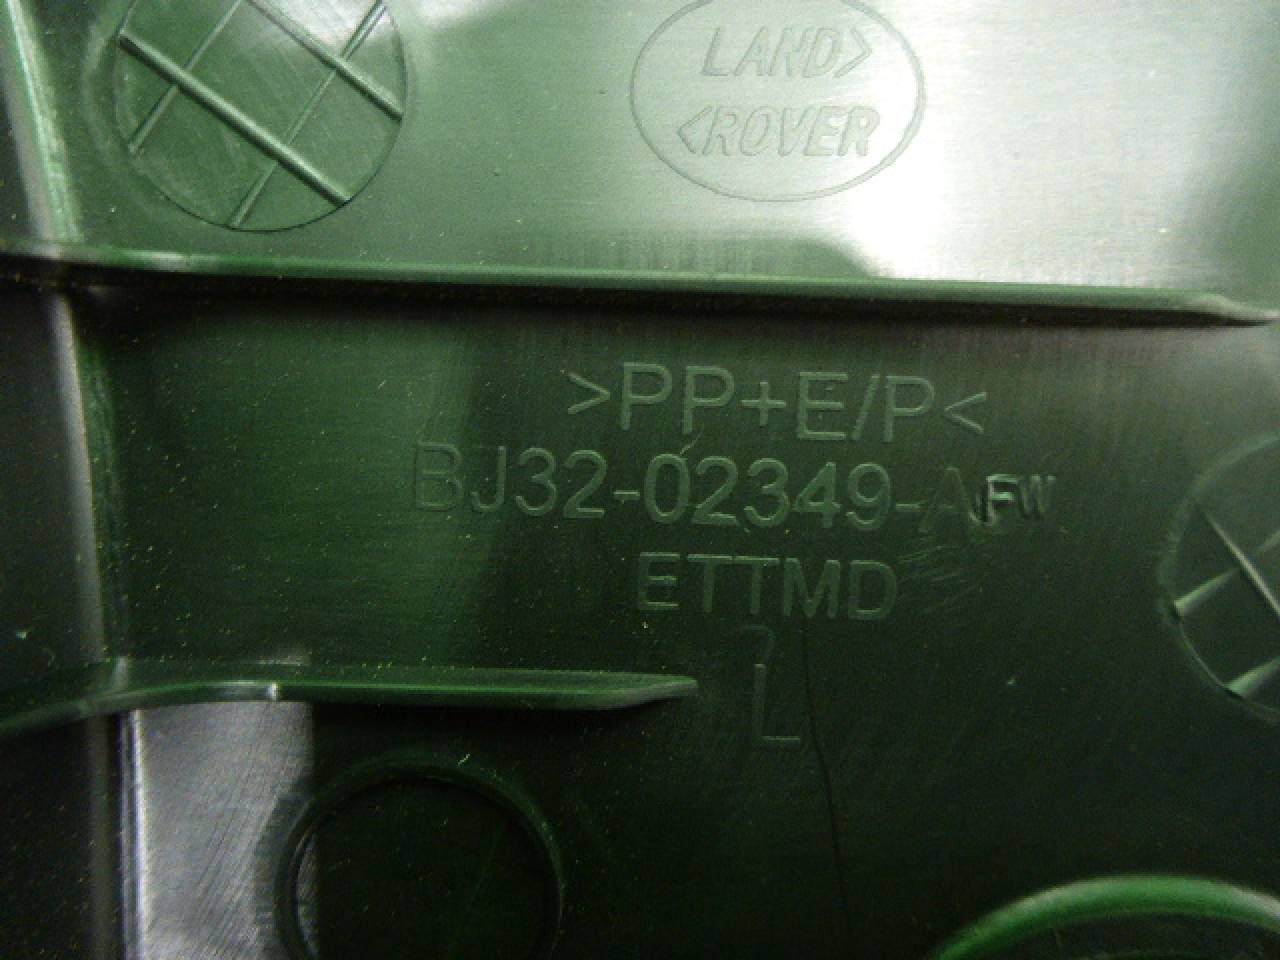 LAND>
<ROVER
>PP+E/P<
BJ32-02349-AFW
ETTMD
L